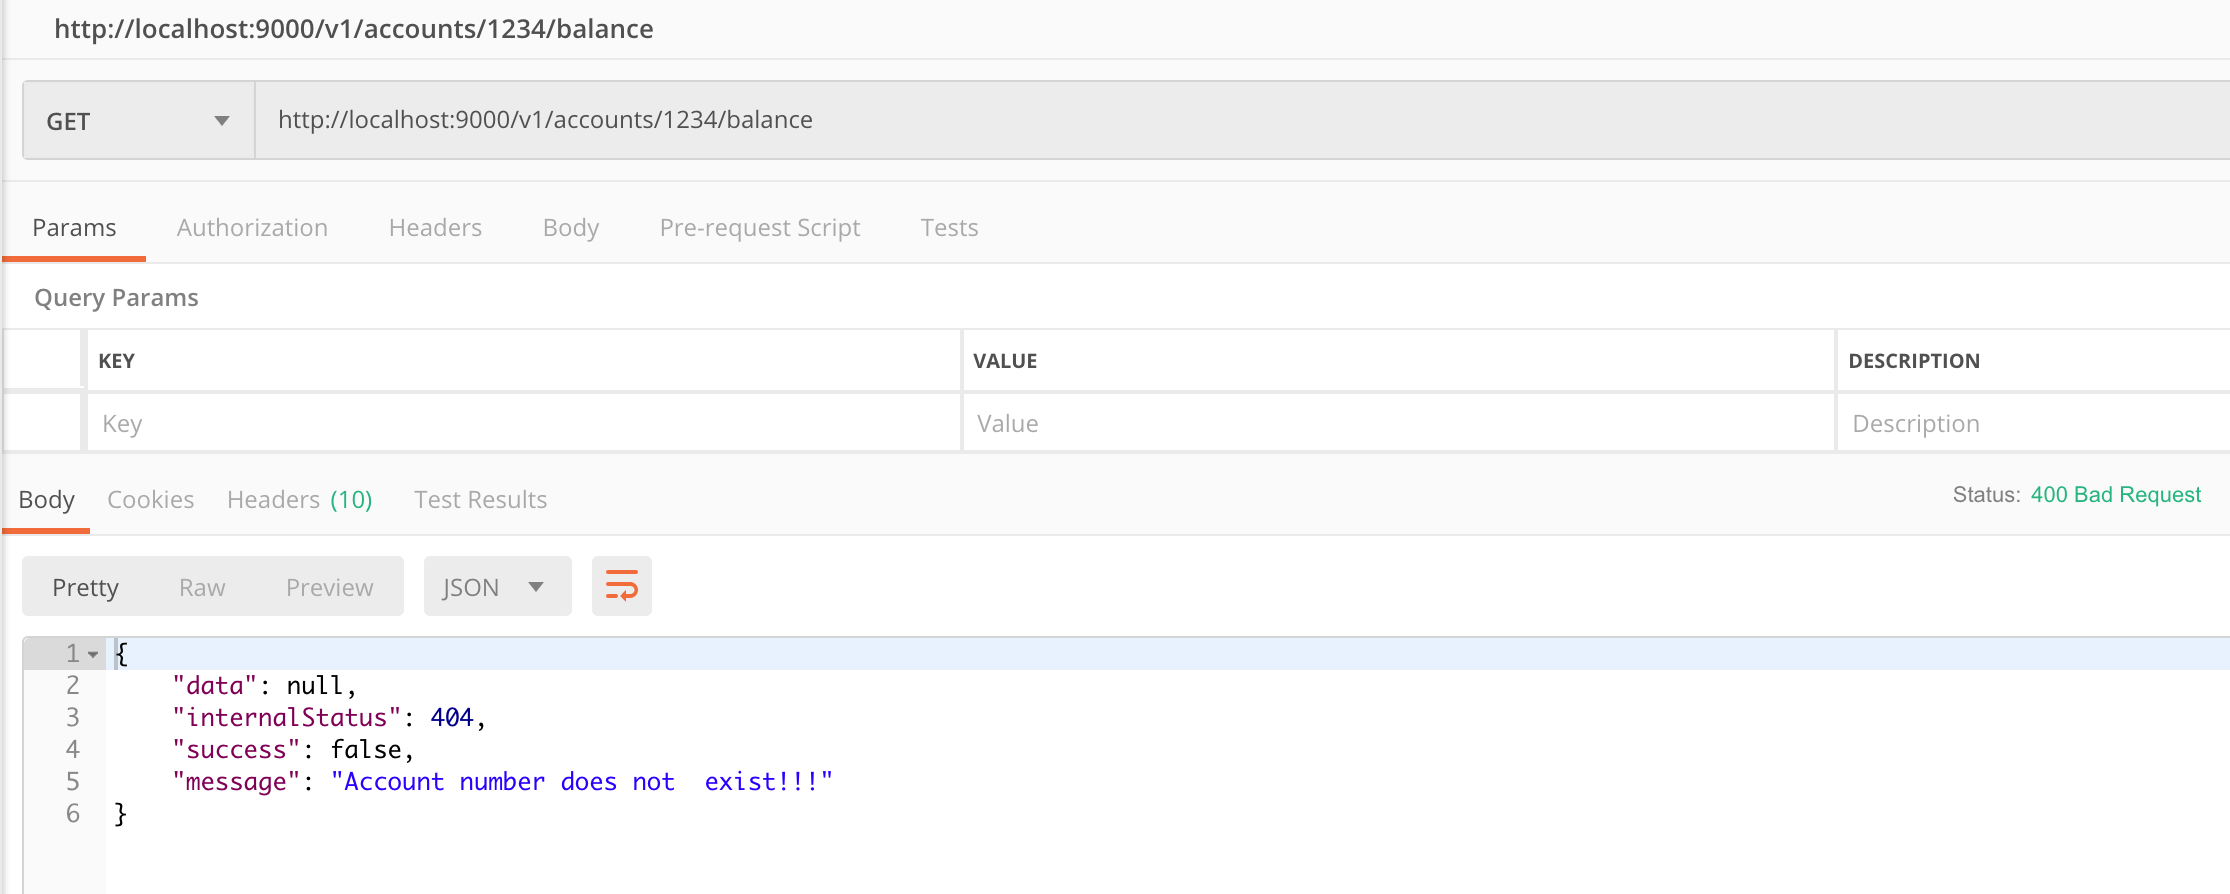 http://localhost:9000/v1/accounts/1234/balance
GET http://localhost:9000/v1/accounts/1234/balance
Params Authorization Headers Body Pre-request Script Tests
Query Params
KEY VALUE DESCRIPTION
Key Value Description
Body Cookies Headers (10) Test Results Status: 400 Bad Request
Pretty Raw Preview JSON
1 {
2 "data": null,
3 "internalStatus": 404,
4 "success": false,
5 "message": "Account number does not  exist!!!"
6 }